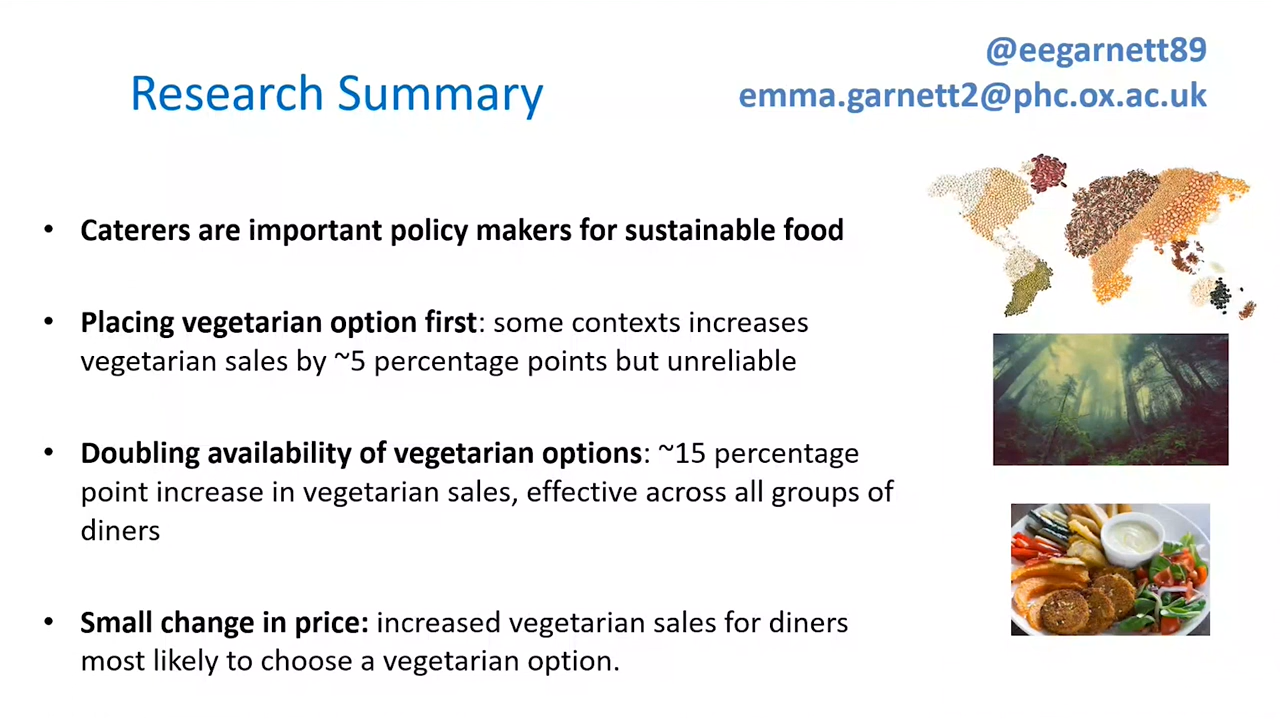 @eegarnett89
Research Summary
emma.garnett2@phc.ox.ac.uk
• Caterers are important policy makers for sustainable food
• Placing vegetarian option first: some contexts increases
vegetarian sales by ~5 percentage points but unreliable
• Doubling availability of vegetarian options: ~15 percentage
point increase in vegetarian sales, effective across all groups of
diners
• Small change in price: increased vegetarian sales for diners
most likely to choose a vegetarian option.